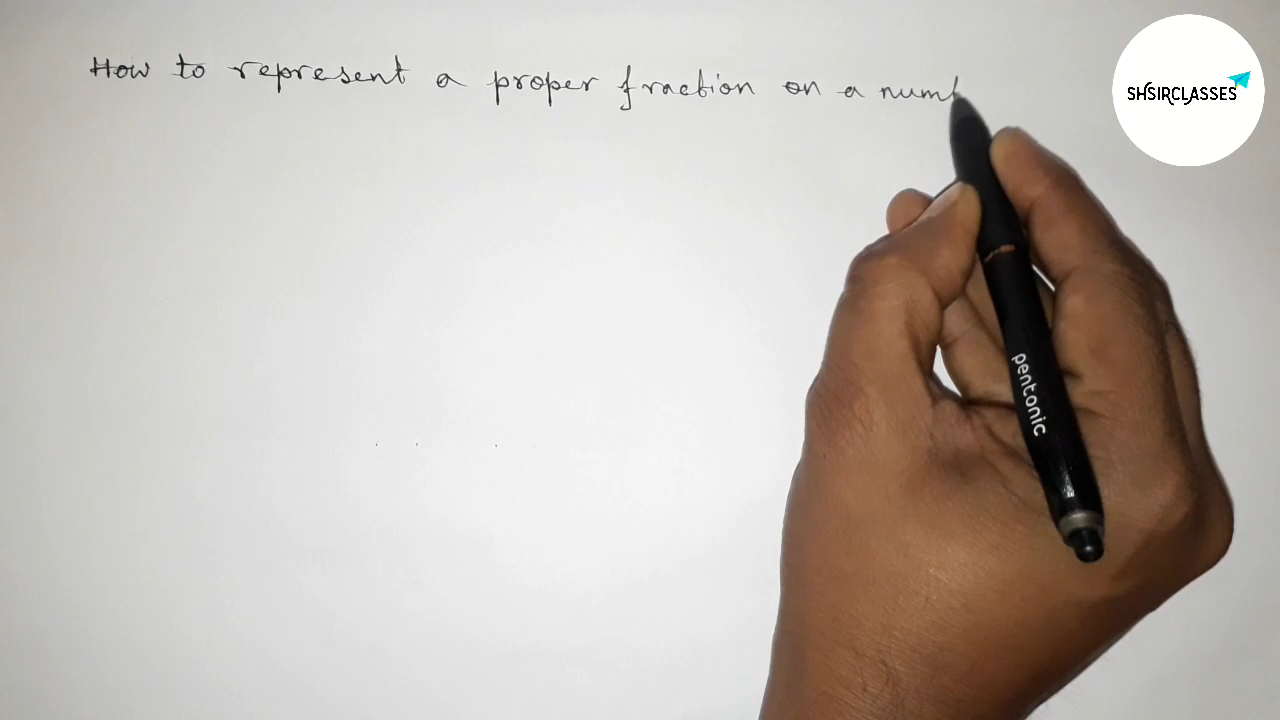 How to represent a proper fraction on a numb
SHSIRCLASSES
pentonic